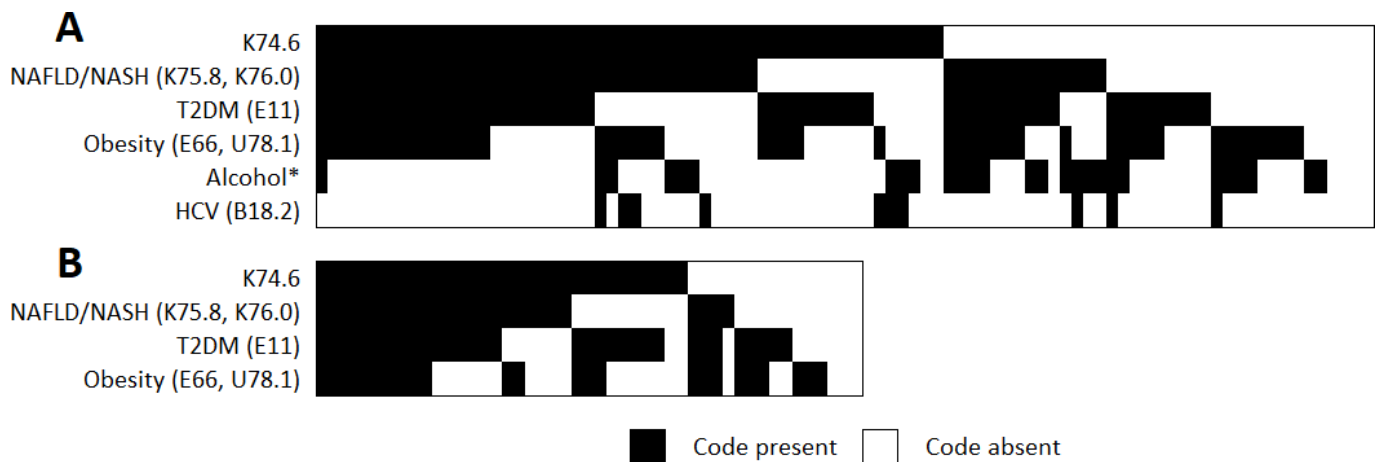 A
K74.6
NAFLD/NASH (K75.8, K76.0)
T2DM (E11)
Obesity (E66, U78.1)
Alcohol*
HCV (B18.2)
B
K74.6
NAFLD/NASH (K75.8, K76.0)
T2DM (E11)
Obesity (E66, U78.1)
Code present Code absent